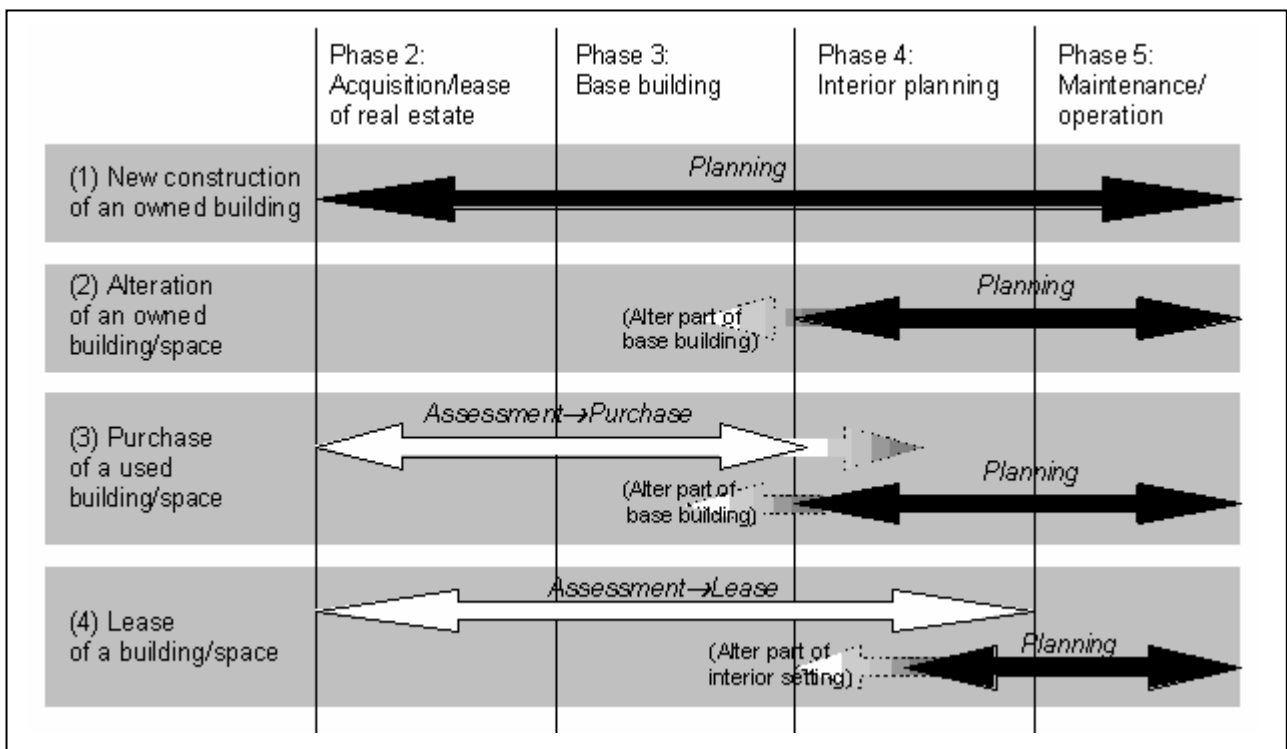 Phase 2:
Acquisition/lease
of real estate
Phase 3:
Base building
Phase 4:
Interior planning
Phase 5:
Maintenance/
operation
(1) New construction
of an owned building
Planning
(2) Alteration
of an owned
building/space
(Alter part of
base building)
Planning
(3) Purchase
of a used
building/space
Assessment→Purchase
(Alter part of
base building)
Planning
(4) Lease
of a building/space
Assessment→Lease
(Alter part of
interior setting)
Planning